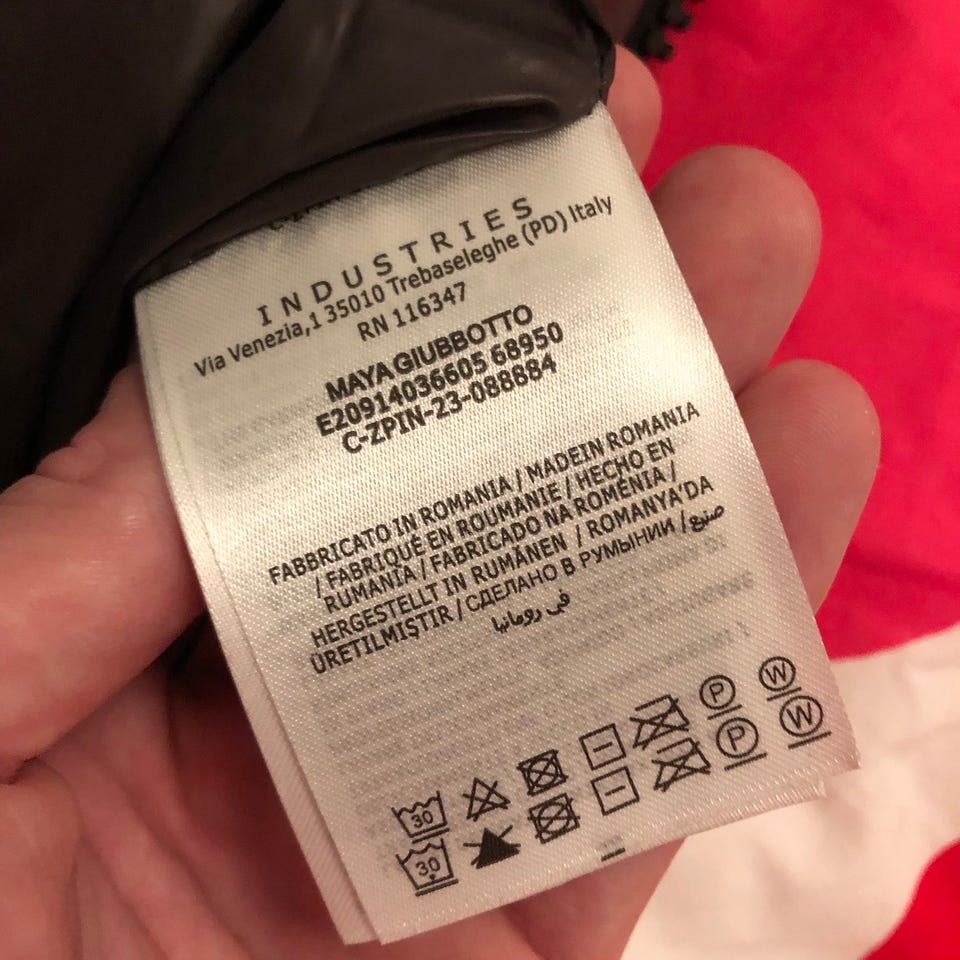 INDUSTRIES
Via Venezia,1 35010 Trebaseleghe (PD) Italy
RN 116347
MAYA GIUBBOTTO
E20914036605 68950
C-ZPIN-23-088884
FABBRICATO IN ROMANIA / MADE IN ROMANIA
/ FABRIQUÉ EN ROUMANIE / HECHO EN
RUMANÍA / FABRICADO NA ROMÉNIA /
HERGESTELLT IN RUMÄNEN / ROMANYA'DA
ÜRETILMIŞTIR / СДЕЛАНО В РУМЫНИИ / صنع
في رومانيا
30 P W
30 P W